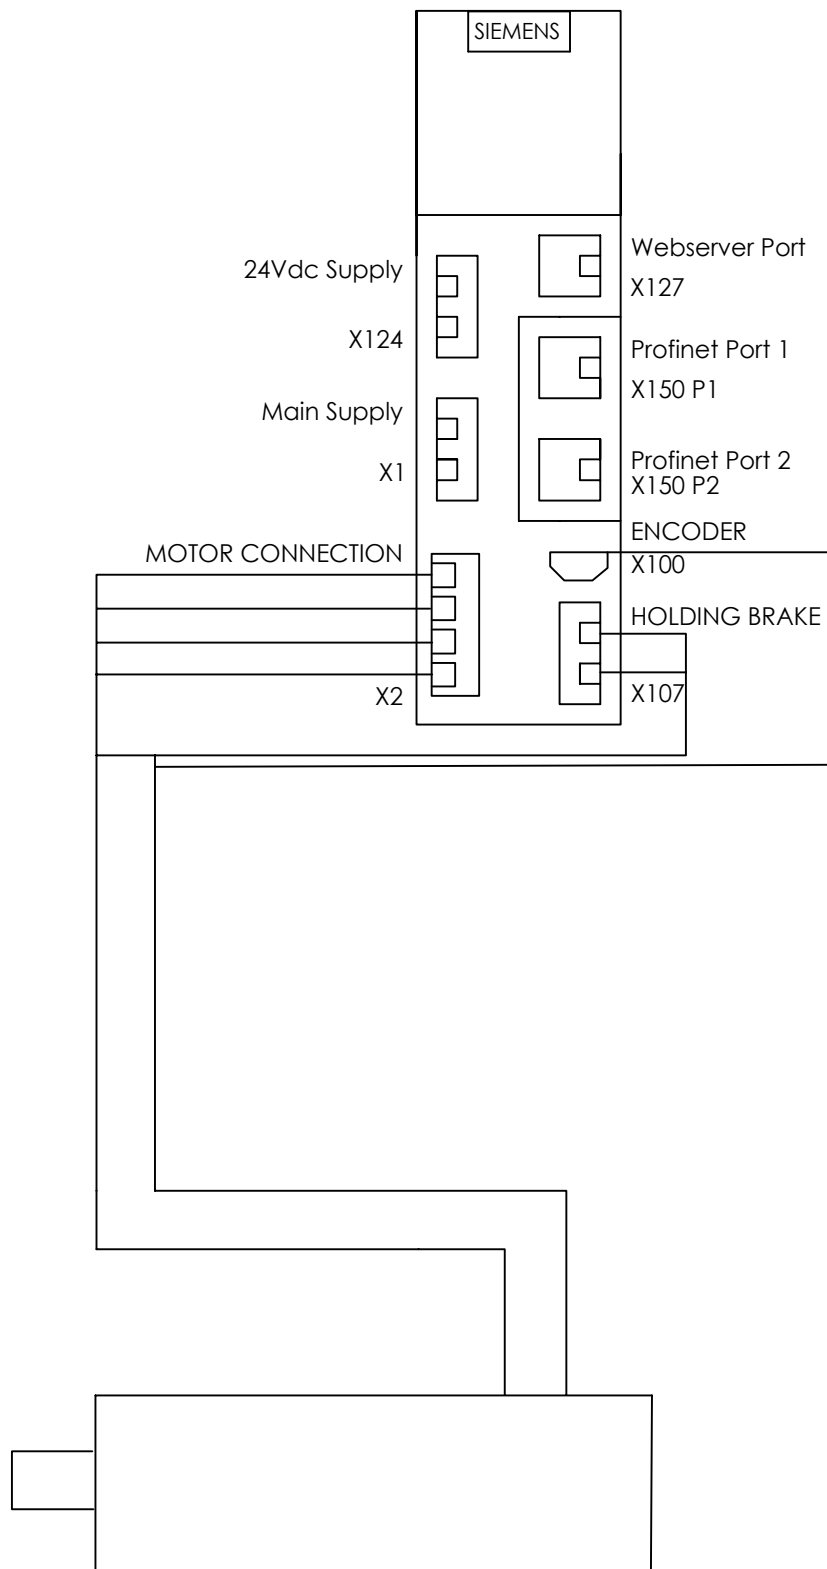 SIEMENS
Webserver Port
24Vdc Supply
X127
X124
Profinet Port 1
X150 P1
Main Supply
X1
Profinet Port 2
X150 P2
ENCODER
MOTOR CONNECTION
X100
HOLDING BRAKE
X2
X107